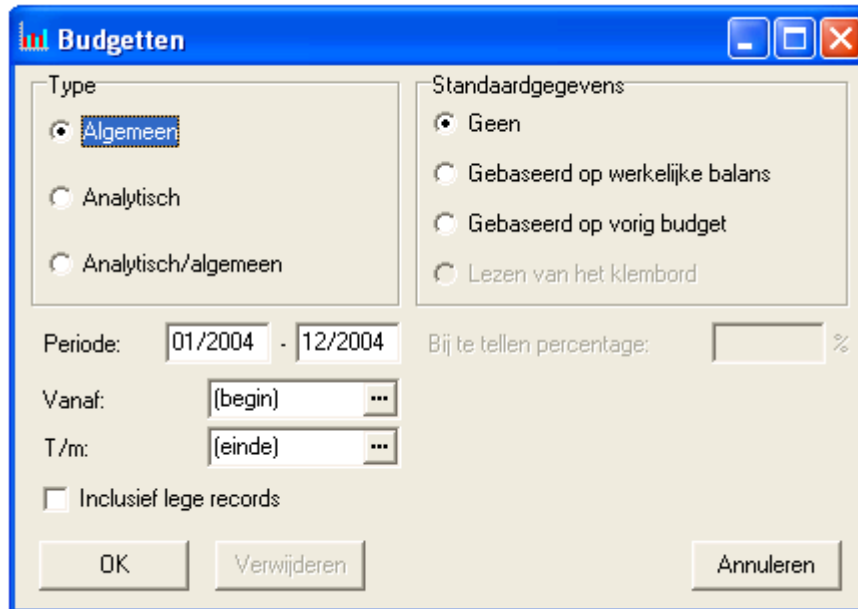 Budgetten
Type
Algemeen
Analytisch
Analytisch/algemeen
Standaardgegevens
Geen
Gebaseerd op werkelijke balans
Gebaseerd op vorig budget
Lezen van het klembord
Periode: 01/2004 - 12/2004
Bij te tellen percentage: %
Vanaf: (begin) ...
T/m: (einde) ...
Inclusief lege records
OK Verwijderen Annuleren